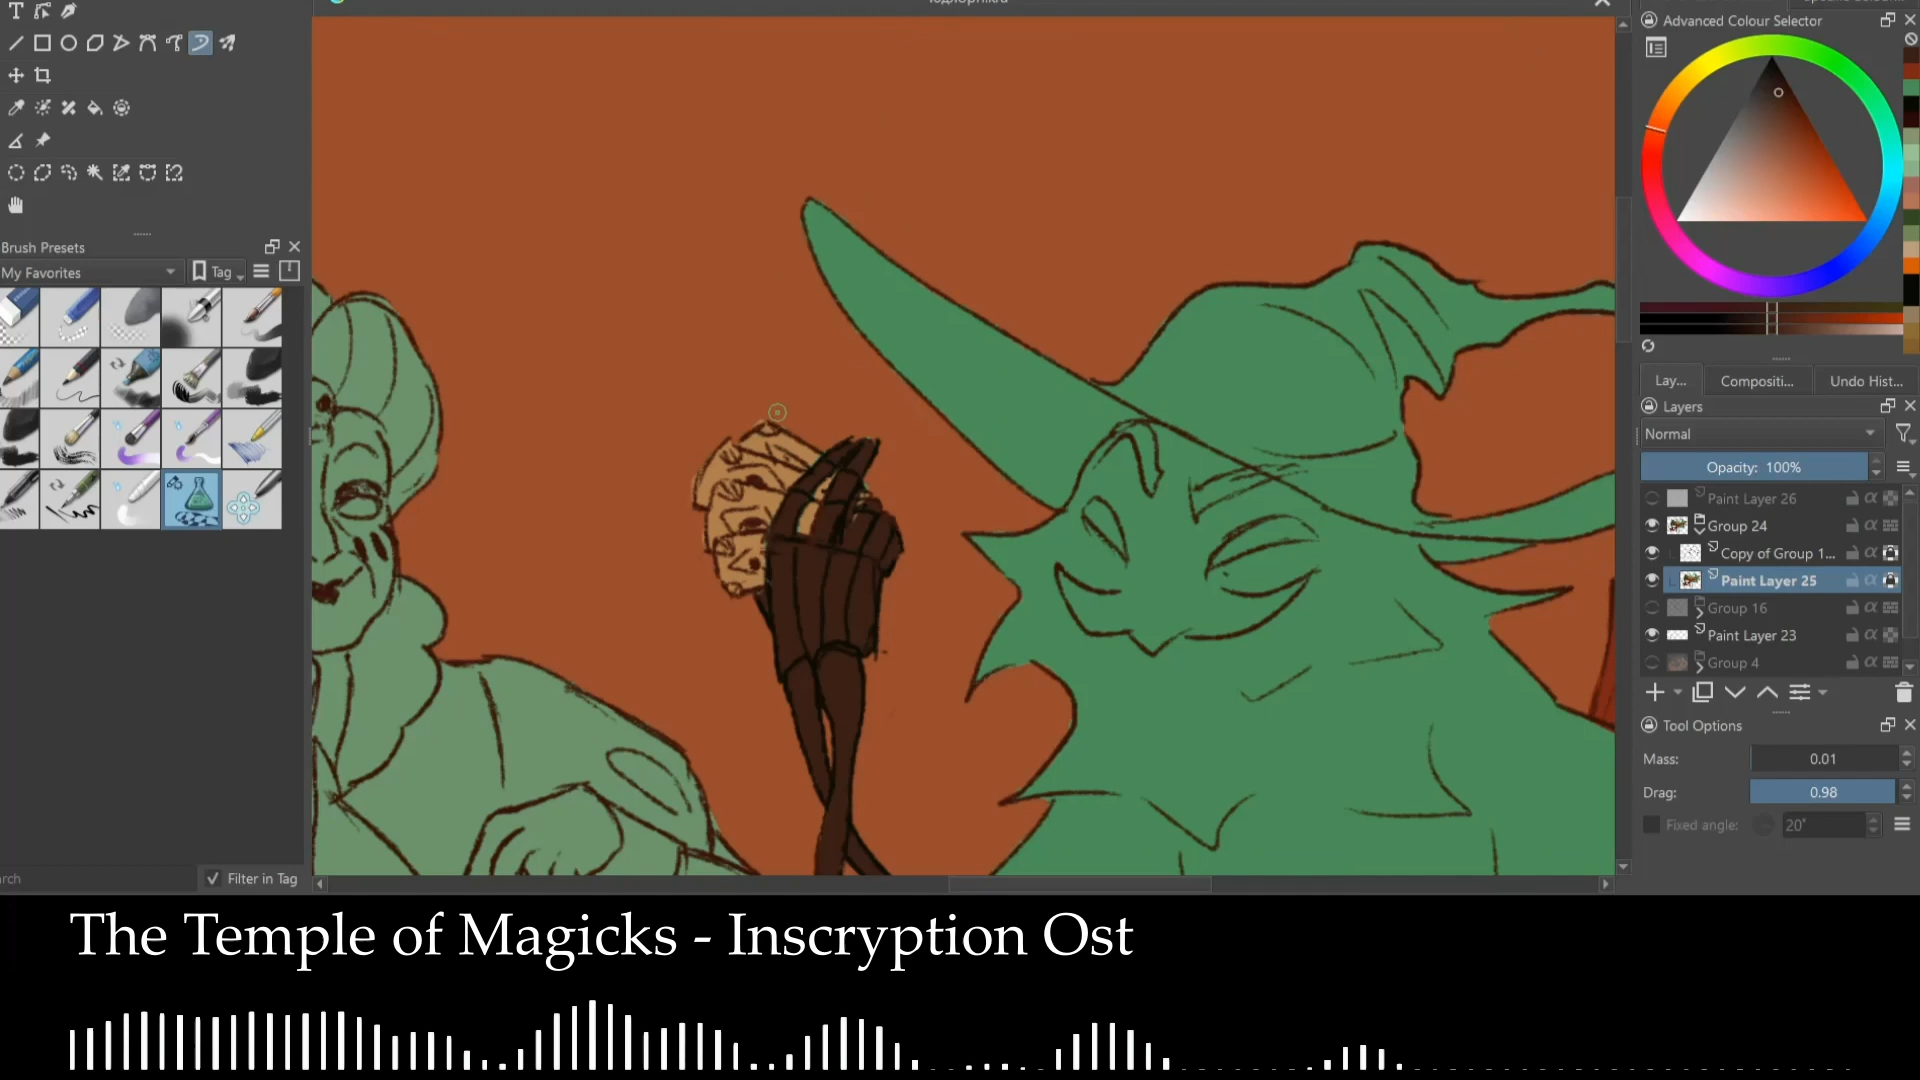 Advanced Colour Selector
Brush Presets
My Favorites
Tag
Lay...
Compositi...
Undo Hist...
Layers
Normal
Opacity: 100%
Paint Layer 26
Group 24
Copy of Group 1...
Paint Layer 25
Group 16
Paint Layer 23
Group 4
Tool Options
Mass:
0.01
Drag:
0.98
Fixed angle:
20°
rch
Filter in Tag
The Temple of Magicks - Inscryption Ost